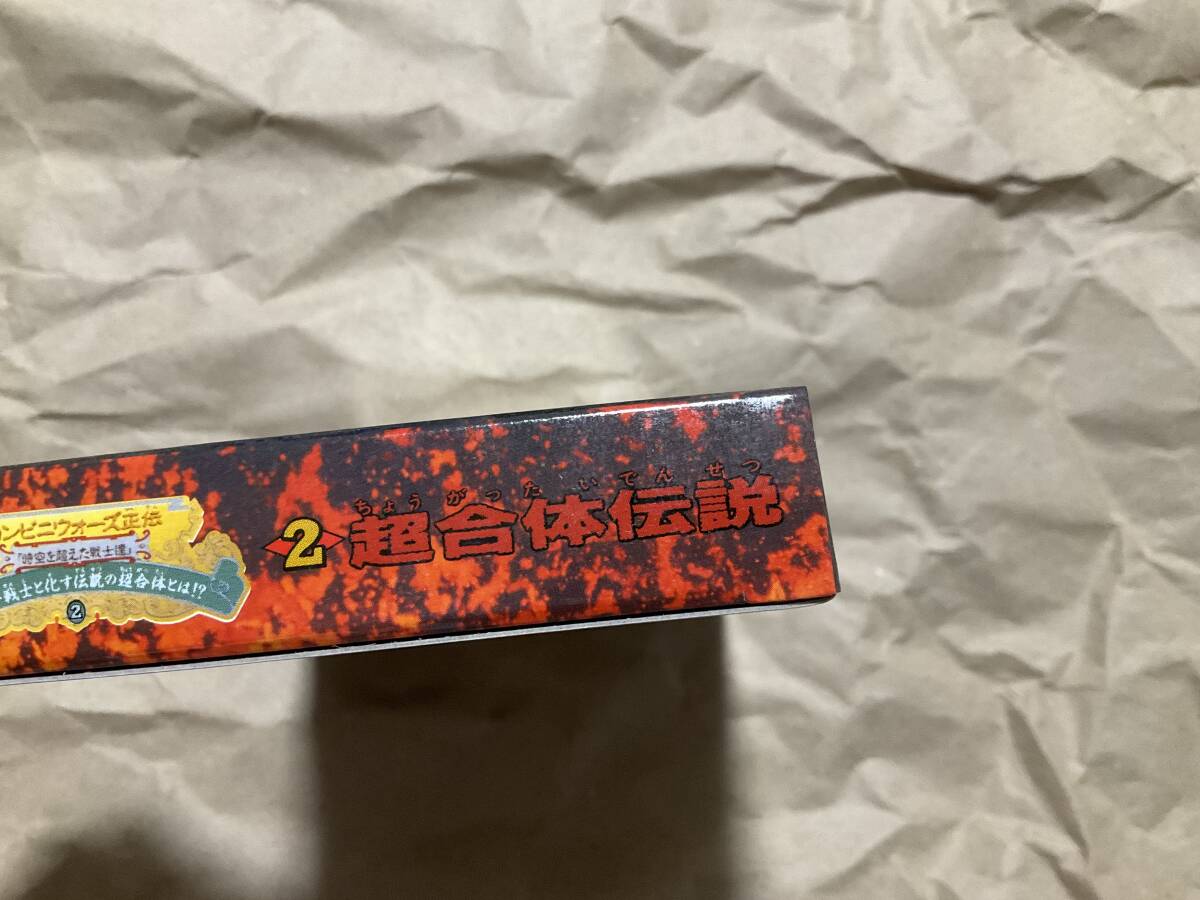 ンビニウォーズ正伝
「時空を超えた戦士達」
戦士と化す伝説の超合体とは!?
2
2
ちょうがったいでんせつ
超合体伝説